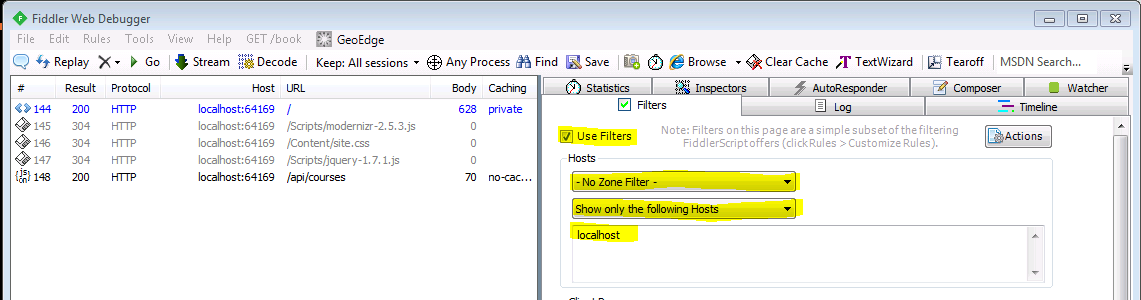 Fiddler Web Debugger
File Edit Rules Tools View Help GET /book GeoEdge
Replay Go Stream Decode Keep: All sessions Any Process Find Save Browse Clear Cache TextWizard Tearoff MSDN Search...
# Result Protocol Host URL Body Caching
144 200 HTTP localhost:64169 / 628 private
145 304 HTTP localhost:64169 /Scripts/modernizr-2.5.3.js 0
146 304 HTTP localhost:64169 /Content/site.css 0
147 304 HTTP localhost:64169 /Scripts/jquery-1.7.1.js 0
js on 148 200 HTTP localhost:64169 /api/courses 70 no-cac...
Statistics Inspectors AutoResponder Composer Watcher
Filters Log Timeline
Use Filters
Note: Filters on this page are a simple subset of the filtering
FiddlerScript offers (click Rules > Customize Rules).
Actions
Hosts
- No Zone Filter -
Show only the following Hosts
localhost